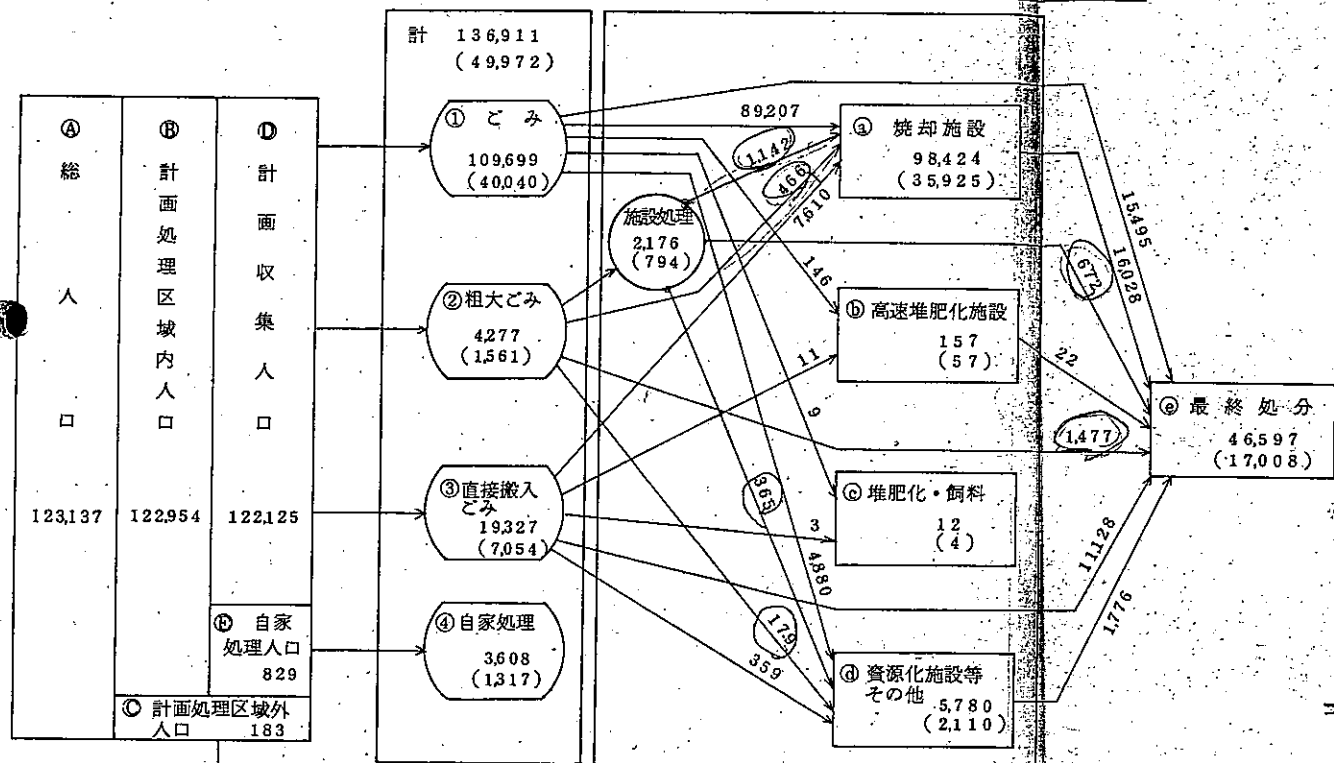 計 136,911
(49,972)
Ⓐ 総人口
123,137
Ⓑ 計画処理区域内人口
122,954
Ⓓ 計画収集人口
122,125
Ⓔ 自家
処理人口
829
Ⓒ 計画処理区域外
人口 183
① ごみ
109,699
(40,040)
② 粗大ごみ
4,277
(1,561)
③ 直接搬入
ごみ
19,327
(7,054)
④ 自家処理
3,608
(1,317)
施設処理
2,176
(794)
89,207
1,142
466
7,610
146
11
9
3
365
4,880
179
359
ⓐ 焼却施設
98,424
(35,925)
ⓑ 高速堆肥化施設
157
(57)
ⓒ 堆肥化・飼料
12
(4)
ⓓ 資源化施設等
その他
5,780
(2,110)
15,495
16,028
672
22
1,477
11,128
1,776
ⓔ 最終処分
46,597
(17,008)